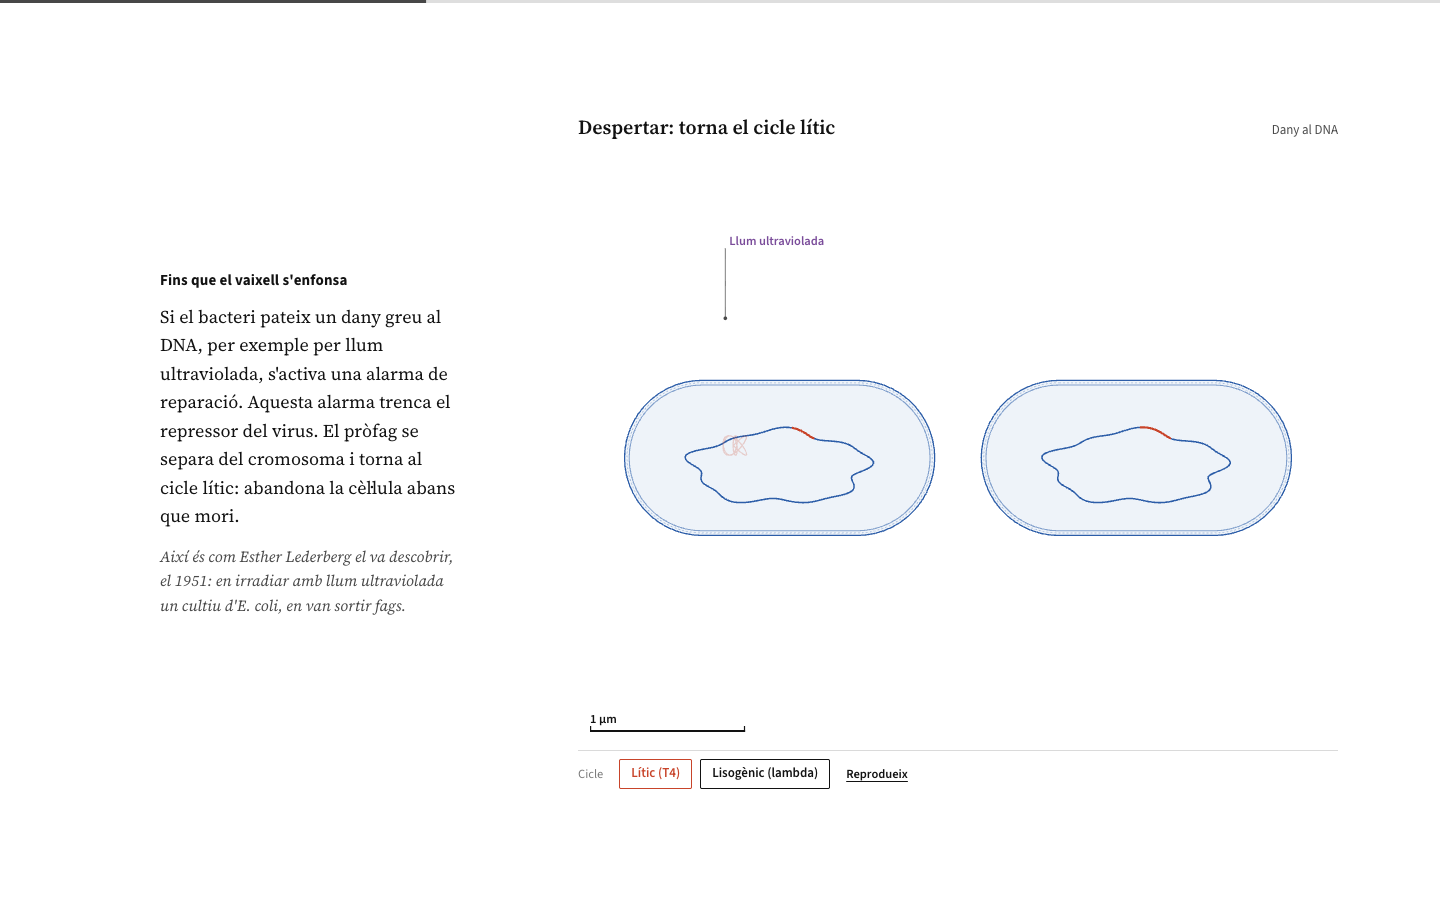 Despertar: torna el cicle lític
Dany al DNA
Llum ultraviolada
Fins que el vaixell s'enfonsa
Si el bacteri pateix un dany greu al
DNA, per exemple per llum
ultraviolada, s'activa una alarma de
reparació. Aquesta alarma trenca el
repressor del virus. El pròfag se
separa del cromosoma i torna al
cicle lític: abandona la cèl·lula abans
que mori.
Així és com Esther Lederberg el va descobrir,
el 1951: en irradiar amb llum ultraviolada
un cultiu d'E. coli, en van sortir fags.
1 µm
Cicle
Lític (T4)
Lisogènic (lambda)
Reprodueix